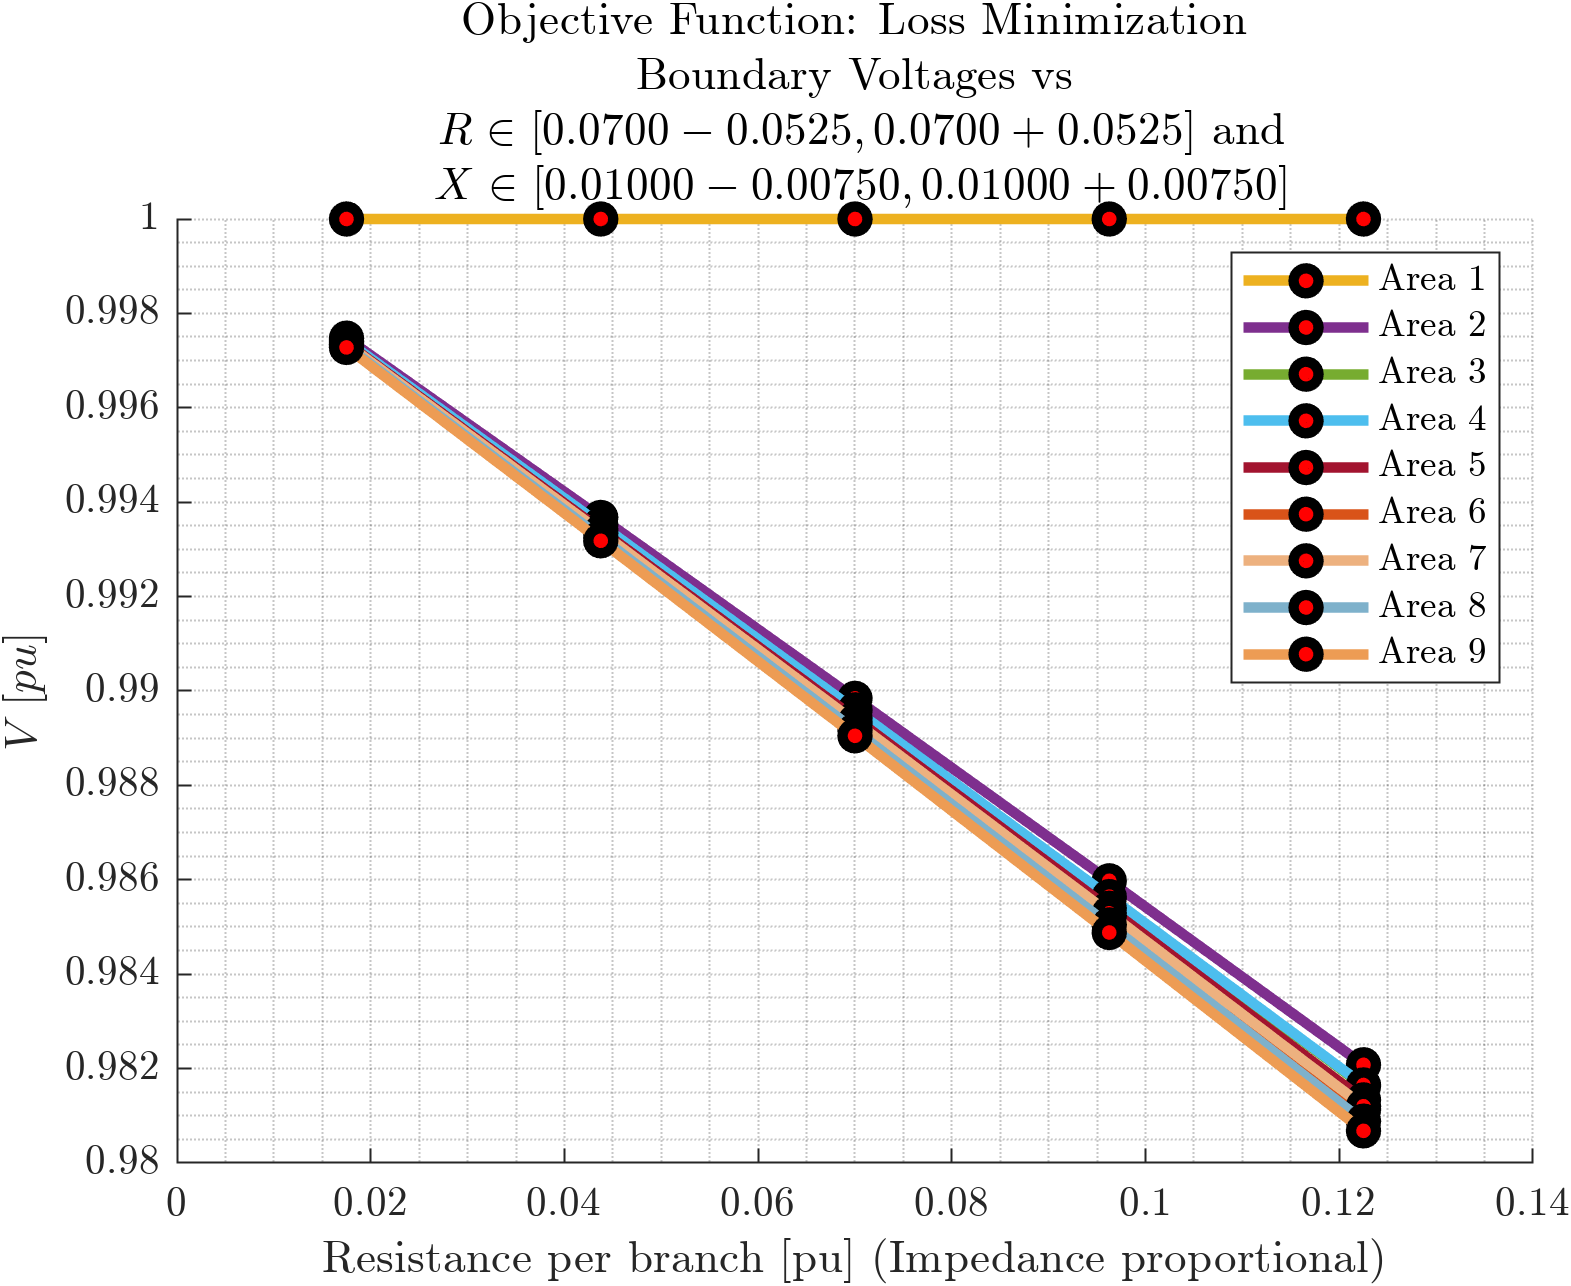 Objective Function: Loss Minimization
Boundary Voltages vs
R ∈ [0.0700 − 0.0525, 0.0700 + 0.0525] and
X ∈ [0.01000 − 0.00750, 0.01000 + 0.00750]
1
0.998
0.996
0.994
0.992
0.99
0.988
0.986
0.984
0.982
0.98
V [pu]
Area 1
Area 2
Area 3
Area 4
Area 5
Area 6
Area 7
Area 8
Area 9
0 0.02 0.04 0.06 0.08 0.1 0.12 0.14
Resistance per branch [pu] (Impedance proportional)